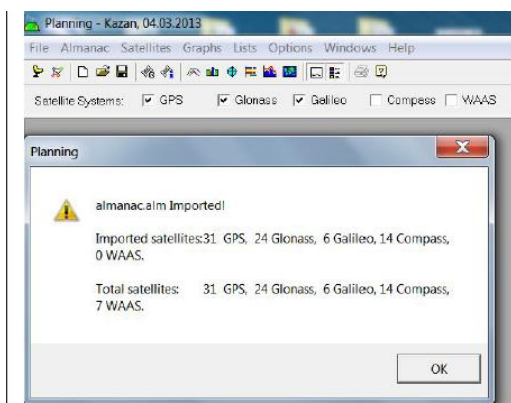 Planning - Kazan, 04.03.2013
File Almanac Satellites Graphs Lists Options Windows Help
Satellite Systems: GPS Glonass Galileo Compass WAAS
Planning
almanac.alm Imported!
Imported satellites:31 GPS, 24 Glonass, 6 Galileo, 14 Compass,
0 WAAS.
Total satellites: 31 GPS, 24 Glonass, 6 Galileo, 14 Compass,
7 WAAS.
OK